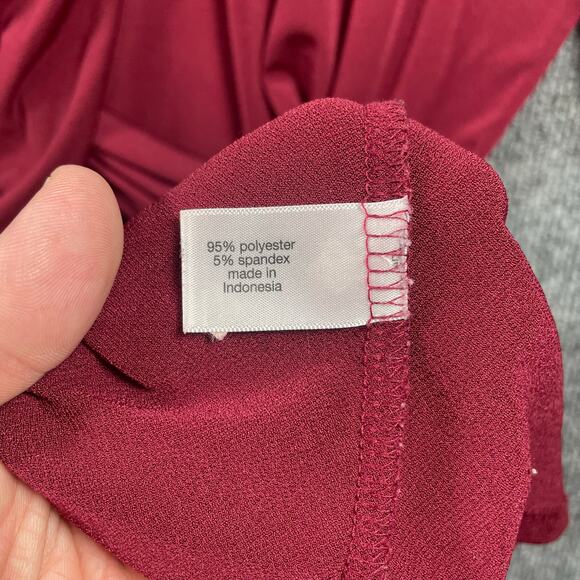 95% polyester
5% spandex
made in
Indonesia